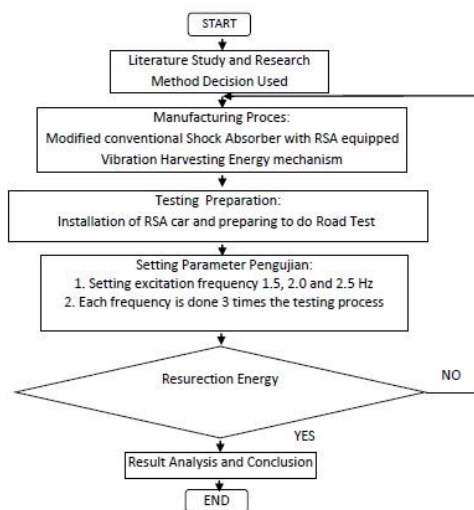 START
Literature Study and Research
Method Decision Used
Manufacturing Proces:
Modified conventional Shock Absorber with RSA equipped
Vibration Harvesting Energy mechanism
Testing Preparation:
Installation of RSA car and preparing to do Road Test
Setting Parameter Pengujian:
1. Setting excitation frequency 1.5, 2.0 and 2.5 Hz
2. Each frequency is done 3 times the testing process
Resurection Energy
NO
YES
Result Analysis and Conclusion
END